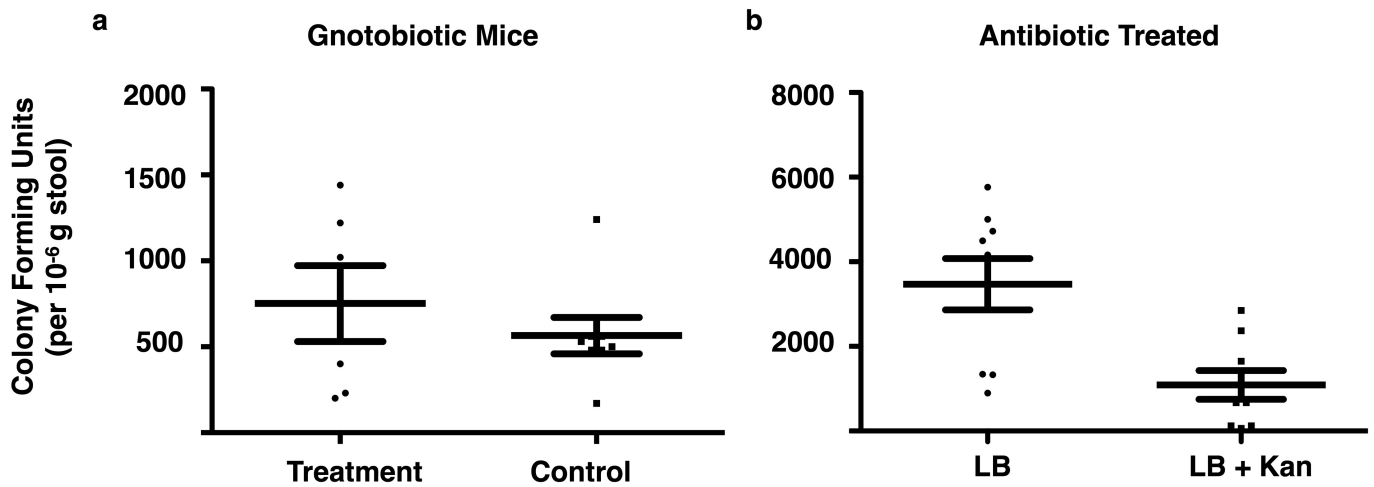 a
Gnotobiotic Mice
Colony Forming Units
(per 10⁻⁶ g stool)
2000
1500
1000
500
Treatment
Control
b
Antibiotic Treated
8000
6000
4000
2000
LB
LB + Kan